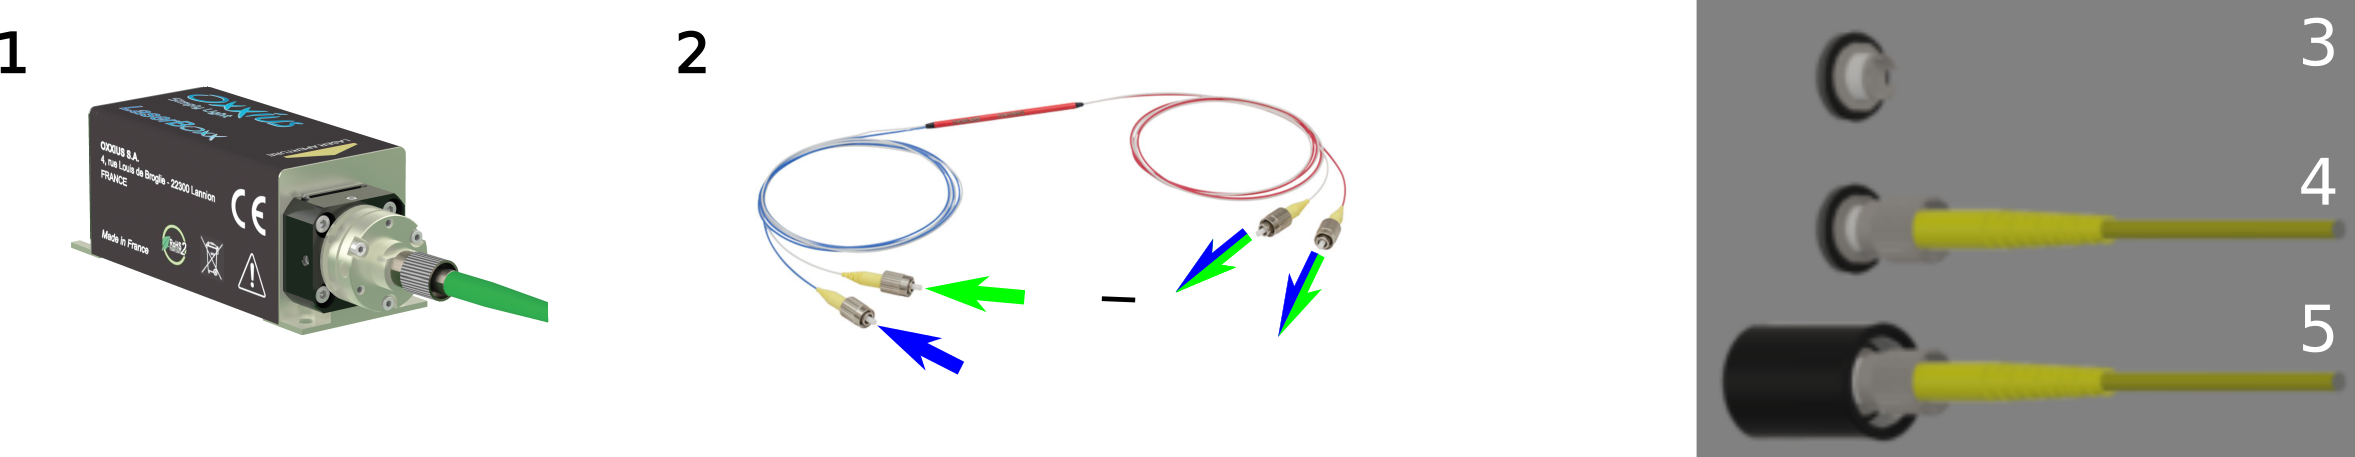 1
OXXIUS
Simply Light
LaserBoxx
LASER APERTURE
OXXIUS S.A.
4, rue Louis de Broglie - 22300 Lannion
FRANCE
CE
Made in France
RoHS 2
2
3
4
5